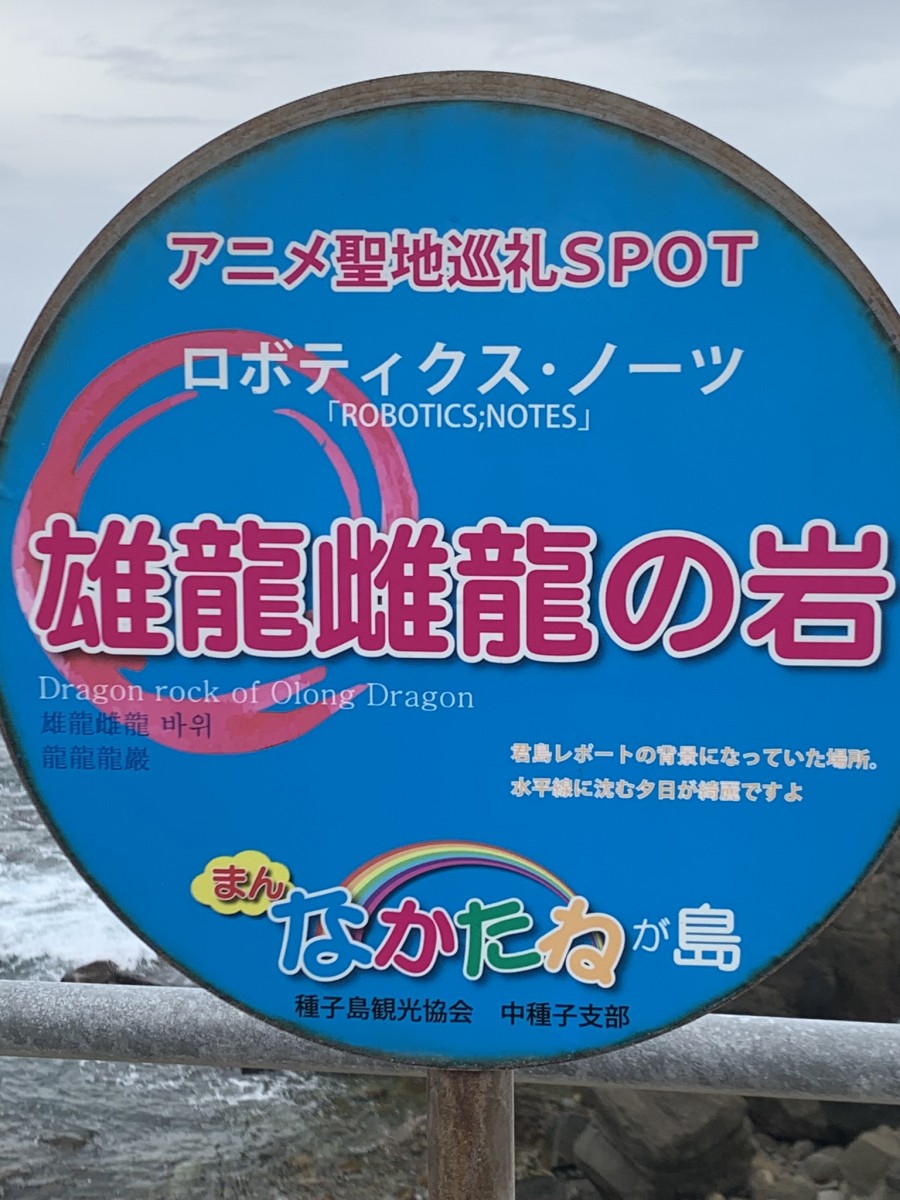 アニメ聖地巡礼SPOT
ロボティクス・ノーツ
「ROBOTICS;NOTES」
雄龍雌龍の岩
Dragon rock of Olong Dragon
雄龍雌龍 바위
龍龍龍巖
君島レポートの背景になっていた場所。
水平線に沈む夕日が綺麗ですよ
まん
なかたねが島
種子島観光協会 中種子支部